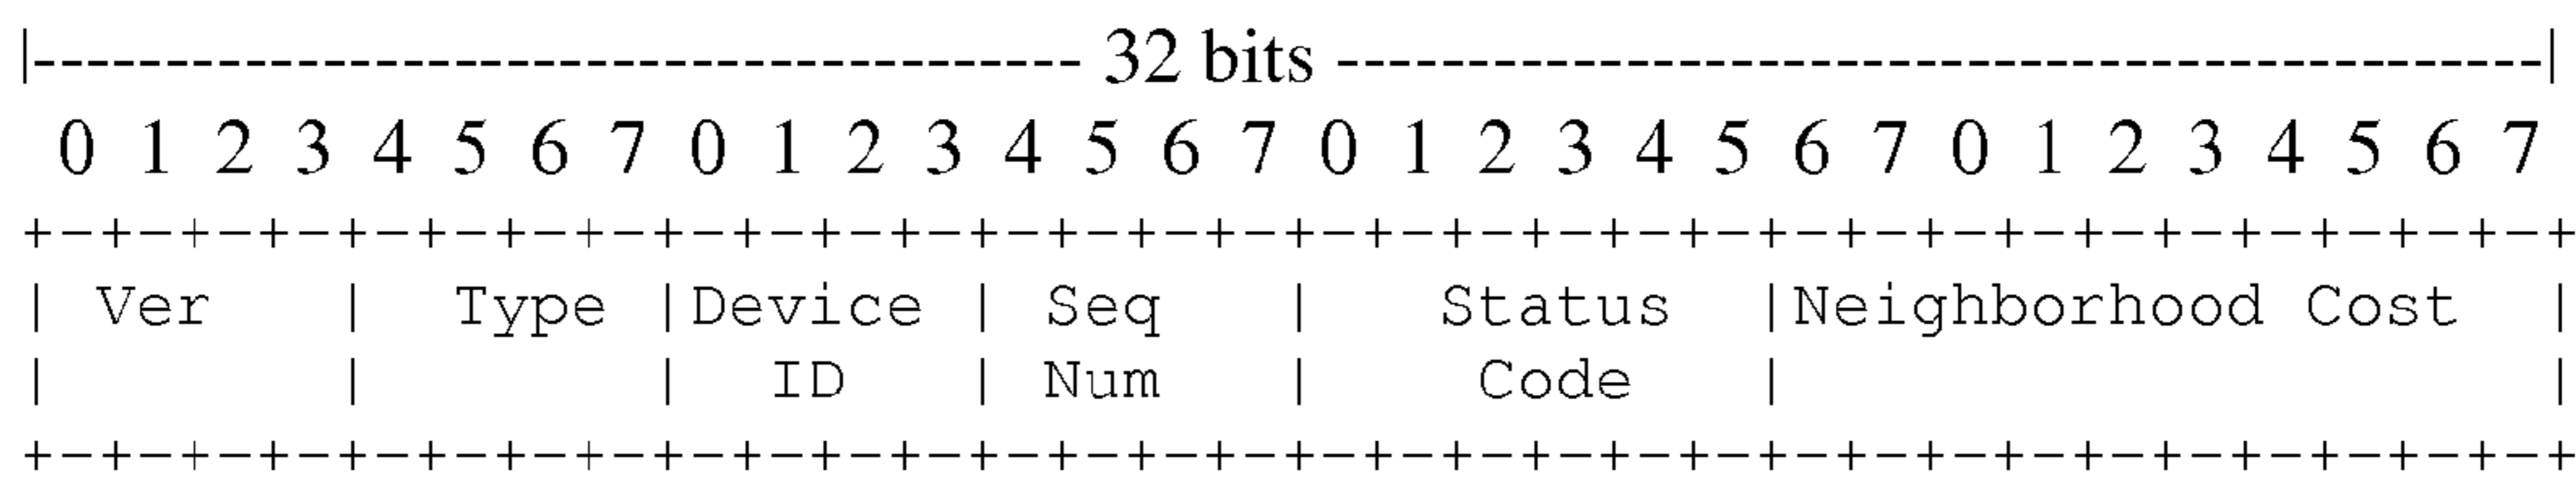 |---------------------------------------- 32 bits ----------------------------------------------|
0 1 2 3 4 5 6 7 0 1 2 3 4 5 6 7 0 1 2 3 4 5 6 7 0 1 2 3 4 5 6 7
+-+-+-+-+-+-+-+-+-+-+-+-+-+-+-+-+-+-+-+-+-+-+-+-+-+-+-+-+-+-+-+-+
| Ver   |  Type |Device | Seq   |   Status  |Neighborhood Cost  |
|       |       |  ID   | Num   |    Code   |                   |
+-+-+-+-+-+-+-+-+-+-+-+-+-+-+-+-+-+-+-+-+-+-+-+-+-+-+-+-+-+-+-+-+